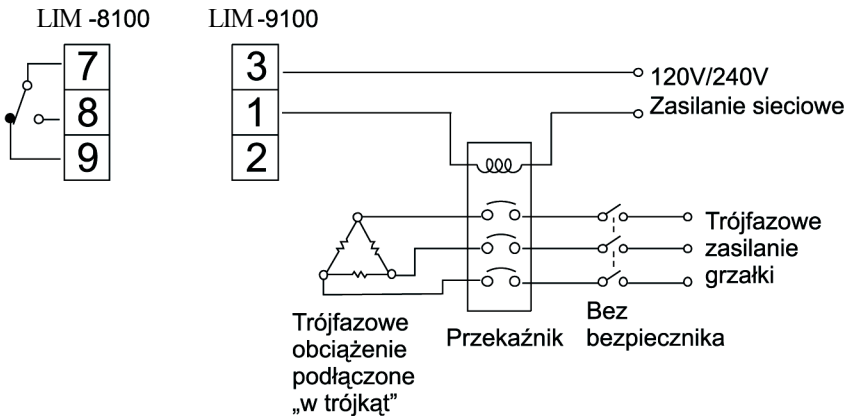 LIM -8100
LIM -9100
7
8
9
3
1
2
120V/240V
Zasilanie sieciowe
Trójfazowe
zasilanie
grzałki
Trójfazowe
obciążenie
podłączone
„w trójkąt”
Przekaźnik
Bez
bezpiecznika